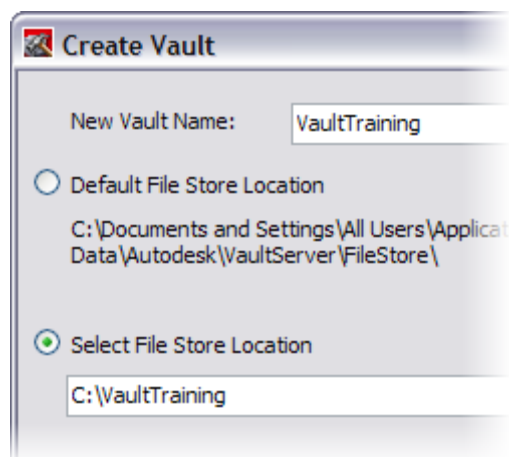 Create Vault
New Vault Name:
VaultTraining
Default File Store Location
C:\Documents and Settings\All Users\
Data\Autodesk\VaultServer\FileStore\
Select File Store Location
C:\VaultTraining